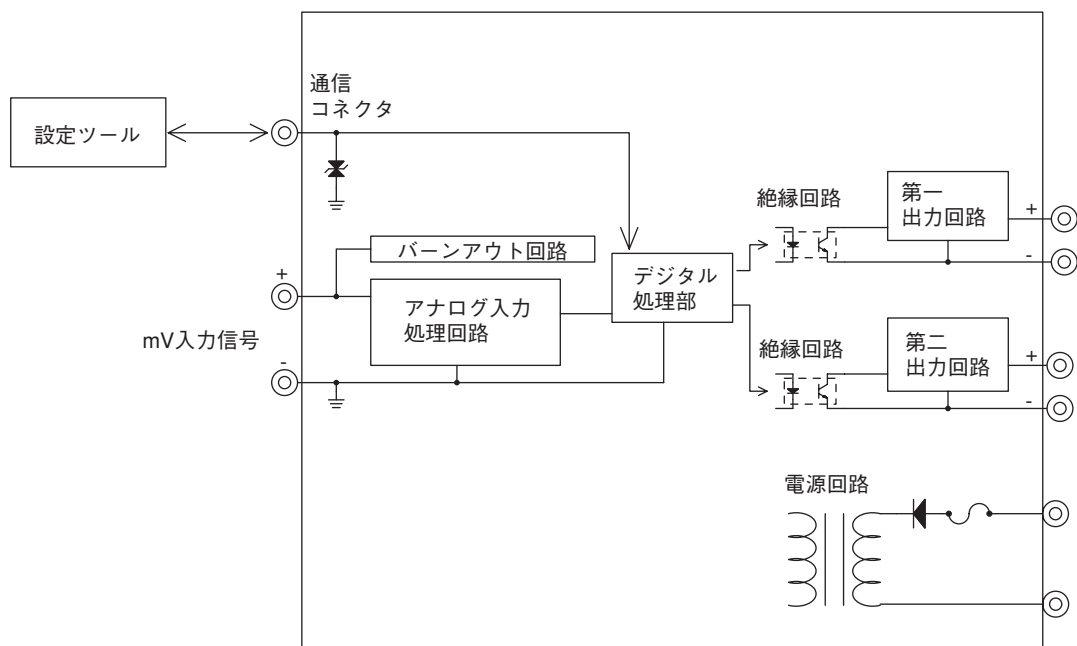 通信
コネクタ
設定ツール
絶縁回路
第一
出力回路
+
-
バーンアウト回路
デジタル
処理部
+
アナログ入力
処理回路
mV入力信号
-
絶縁回路
第二
出力回路
+
-
電源回路